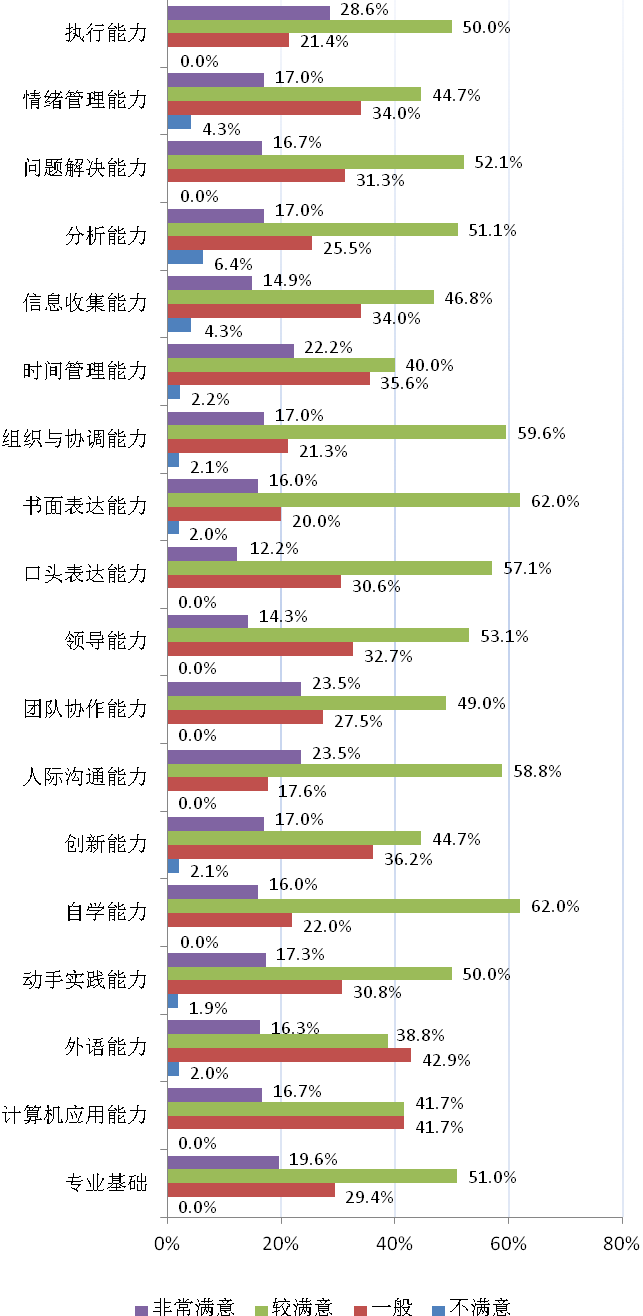 28.6%
执行能力 50.0%
21.4%
0.0%
17.0%
情绪管理能力 44.7%
34.0%
4.3%
16.7%
问题解决能力 52.1%
31.3%
0.0%
17.0%
分析能力 51.1%
25.5%
6.4%
14.9%
信息收集能力 46.8%
34.0%
4.3%
22.2%
时间管理能力 40.0%
35.6%
2.2%
17.0%
组织与协调能力 59.6%
21.3%
2.1%
16.0%
书面表达能力 62.0%
20.0%
2.0%
12.2%
口头表达能力 57.1%
30.6%
0.0%
14.3%
领导能力 53.1%
32.7%
0.0%
23.5%
团队协作能力 49.0%
27.5%
0.0%
23.5%
人际沟通能力 58.8%
17.6%
0.0%
17.0%
创新能力 44.7%
36.2%
2.1%
16.0%
自学能力 62.0%
22.0%
0.0%
17.3%
动手实践能力 50.0%
30.8%
1.9%
16.3%
外语能力 38.8%
42.9%
2.0%
16.7%
计算机应用能力 41.7%
41.7%
0.0%
19.6%
专业基础 51.0%
29.4%
0.0%
0% 20% 40% 60% 80%
非常满意 较满意 一般 不满意